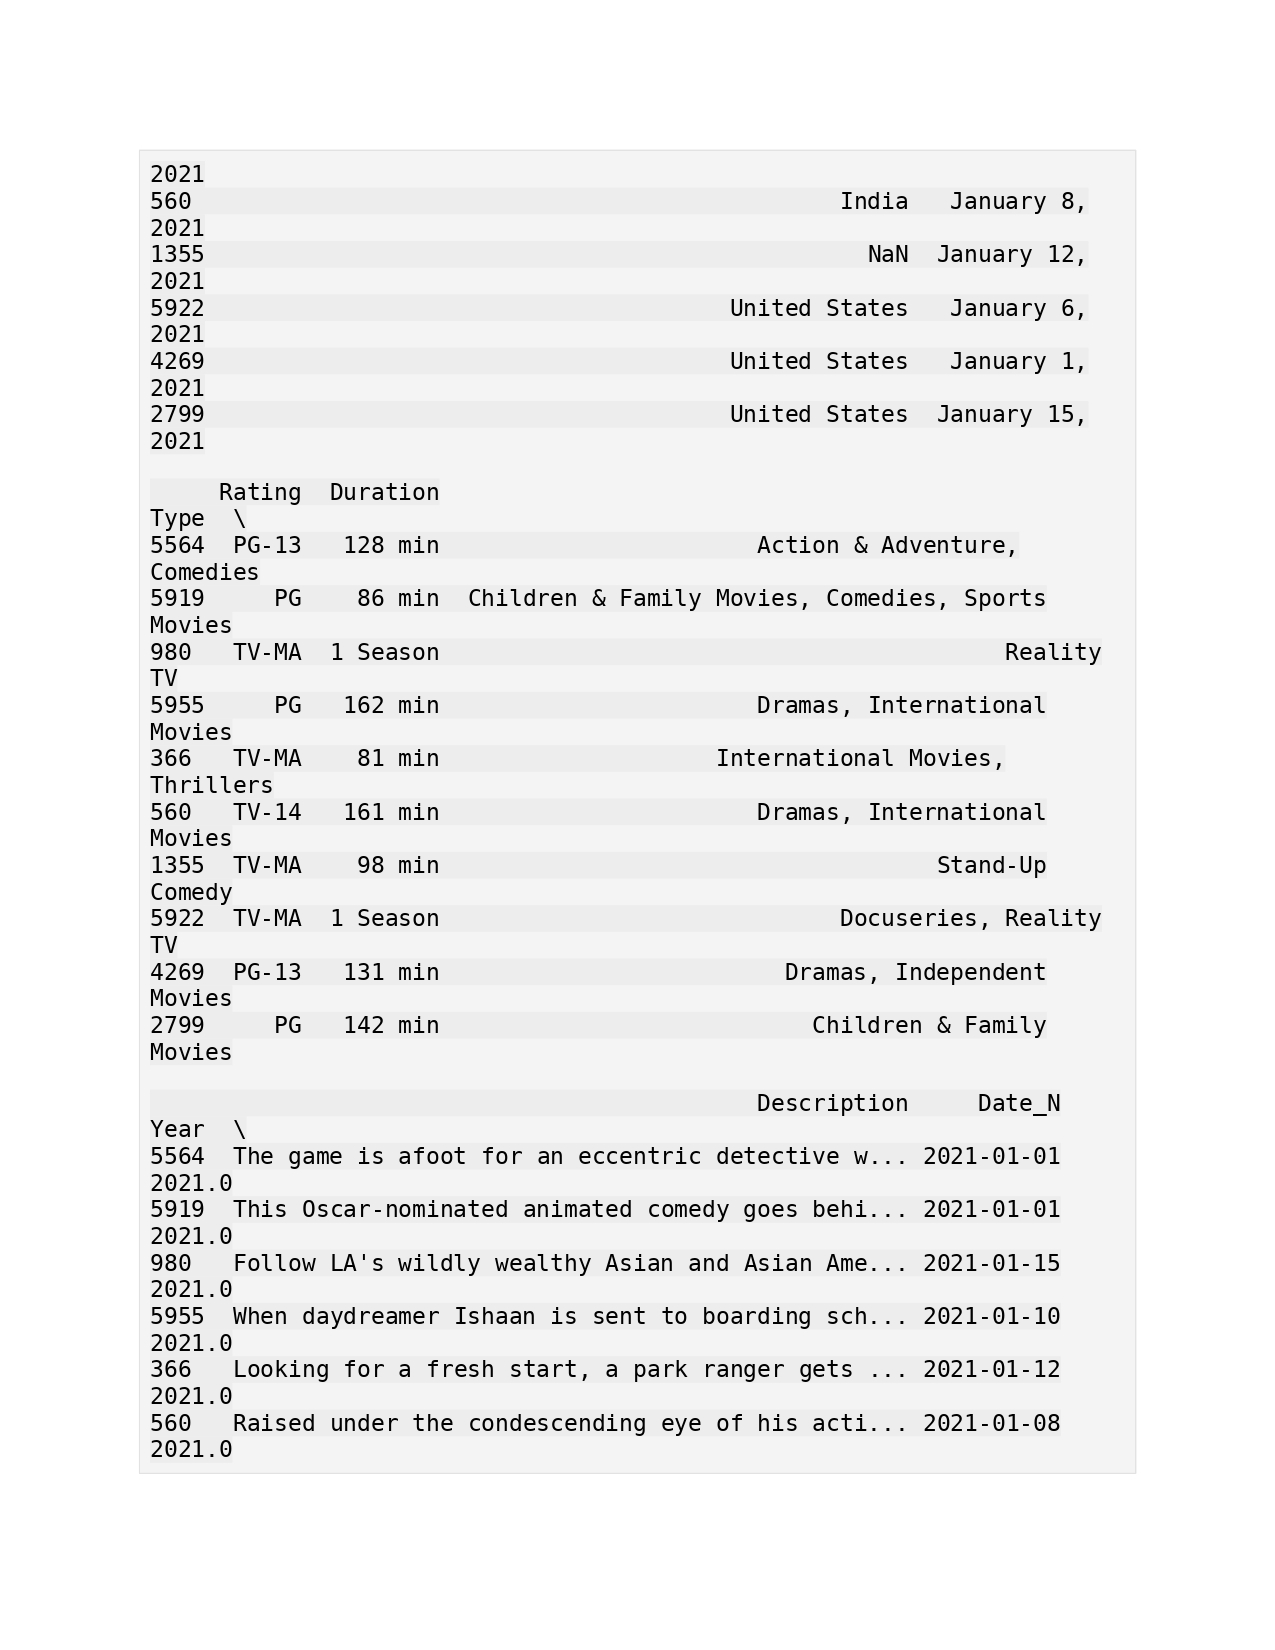 2021
560 India January 8,
2021
1355 NaN January 12,
2021
5922 United States January 6,
2021
4269 United States January 1,
2021
2799 United States January 15,
2021
Rating Duration
Type \
5564 PG-13 128 min Action & Adventure,
Comedies
5919 PG 86 min Children & Family Movies, Comedies, Sports
Movies
980 TV-MA 1 Season Reality
TV
5955 PG 162 min Dramas, International
Movies
366 TV-MA 81 min International Movies,
Thrillers
560 TV-14 161 min Dramas, International
Movies
1355 TV-MA 98 min Stand-Up
Comedy
5922 TV-MA 1 Season Docuseries, Reality
TV
4269 PG-13 131 min Dramas, Independent
Movies
2799 PG 142 min Children & Family
Movies
Description Date_N
Year \
5564 The game is afoot for an eccentric detective w... 2021-01-01
2021.0
5919 This Oscar-nominated animated comedy goes behi... 2021-01-01
2021.0
980 Follow LA's wildly wealthy Asian and Asian Ame... 2021-01-15
2021.0
5955 When daydreamer Ishaan is sent to boarding sch... 2021-01-10
2021.0
366 Looking for a fresh start, a park ranger gets ... 2021-01-12
2021.0
560 Raised under the condescending eye of his acti... 2021-01-08
2021.0